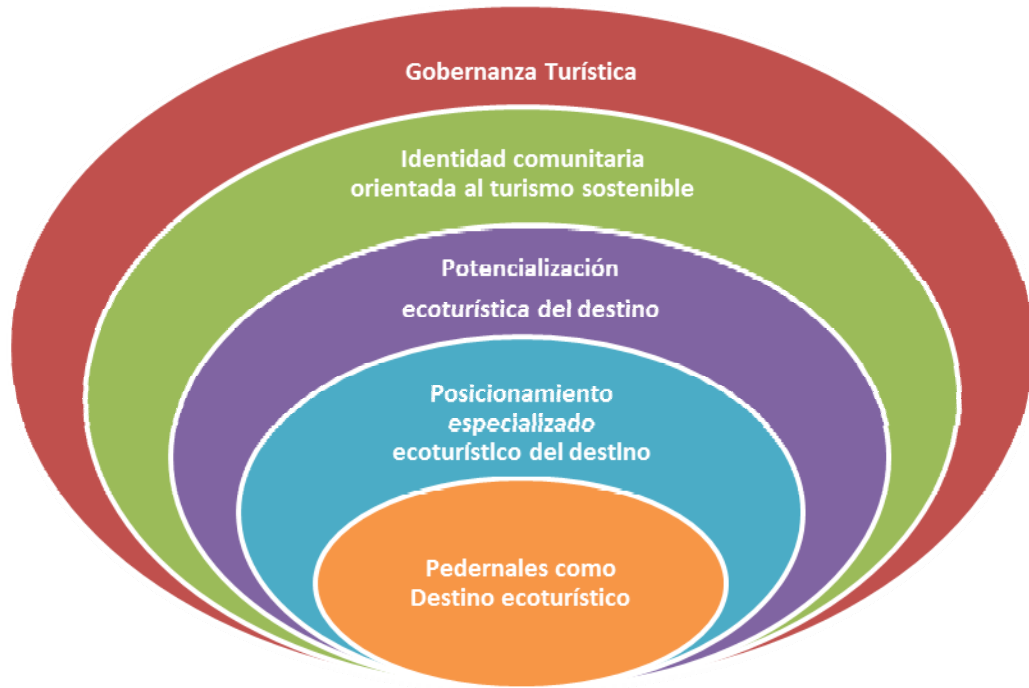 Gobernanza Turística
Identidad comunitaria
orientada al turismo sostenible
Potencialización
ecoturística del destino
Posicionamiento
especializado
ecoturístico del destino
Pedernales como
Destino ecoturístico